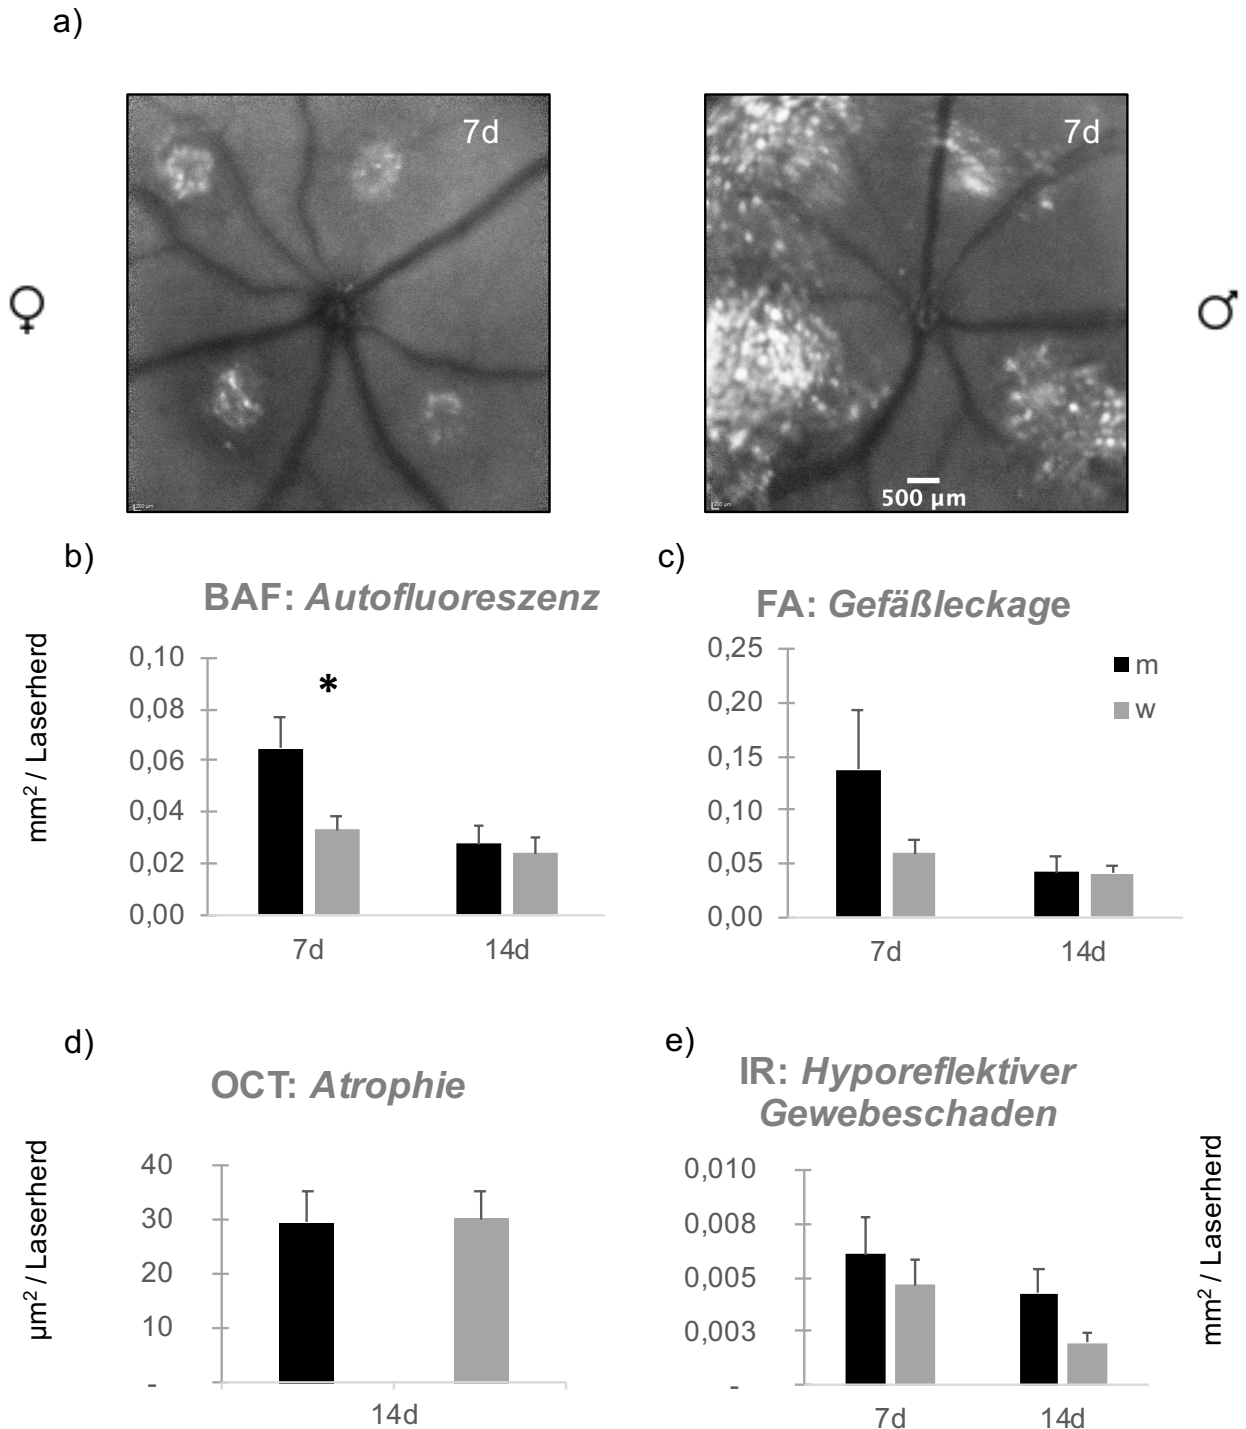 a)
7d
7d
♀
♂
500 µm
200 µm
b)
c)
BAF: Autofluoreszenz
FA: Gefäßleckage
mm² / Laserherd
0,10
0,08
0,06
0,04
0,02
0,00
*
7d
14d
0,25
0,20
0,15
0,10
0,05
0,00
m
w
7d
14d
d)
e)
OCT: Atrophie
IR: Hyporeflektiver
Gewebeschaden
µm² / Laserherd
40
30
20
10
-
14d
0,010
0,008
0,005
0,003
-
7d
14d
mm² / Laserherd